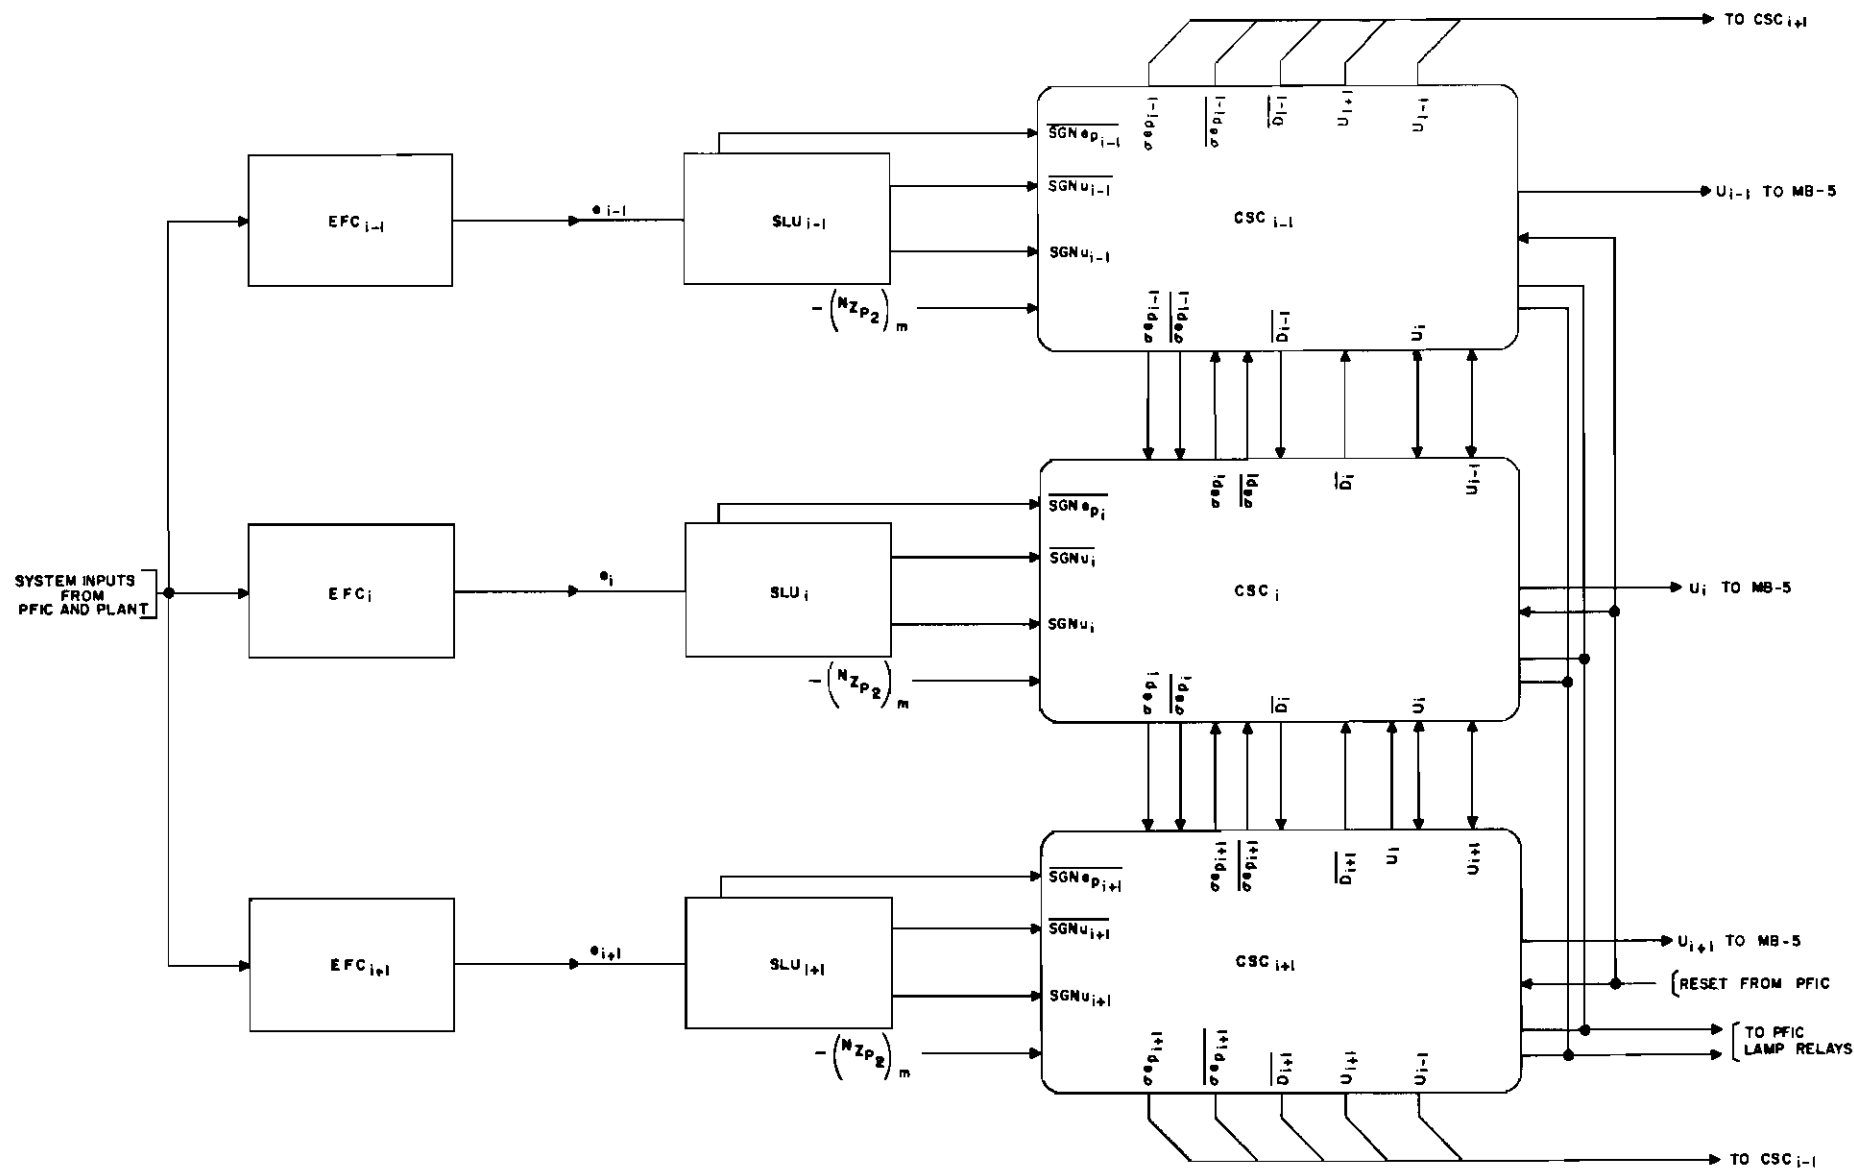 TO CSC i+1
σep i-1
σep i-1
D i-1
U i+1
U i-1
SGN ep i-1
SGN u i-1
SGN u i-1
e i-1
EFC i-1
SLU i-1
CSC i-1
U i-1 TO MB-5
-(N Z P2) m
σep i-1
σep i-1
D i-1
U i
σep i
σep i
D i
U i-1
SGN ep i
SGN u i
SGN u i
e i
SYSTEM INPUTS
FROM
PFIC AND PLANT
EFC i
SLU i
CSC i
U i TO MB-5
-(N Z P2) m
σep i
σep i
D i
U i
σep i+1
σep i+1
D i+1
U i
U i+1
SGN ep i+1
SGN u i+1
SGN u i+1
e i+1
EFC i+1
SLU i+1
CSC i+1
U i+1 TO MB-5
RESET FROM PFIC
-(N Z P2) m
TO PFIC
LAMP RELAYS
σep i+1
σep i+1
D i+1
U i+1
U i-1
TO CSC i-1